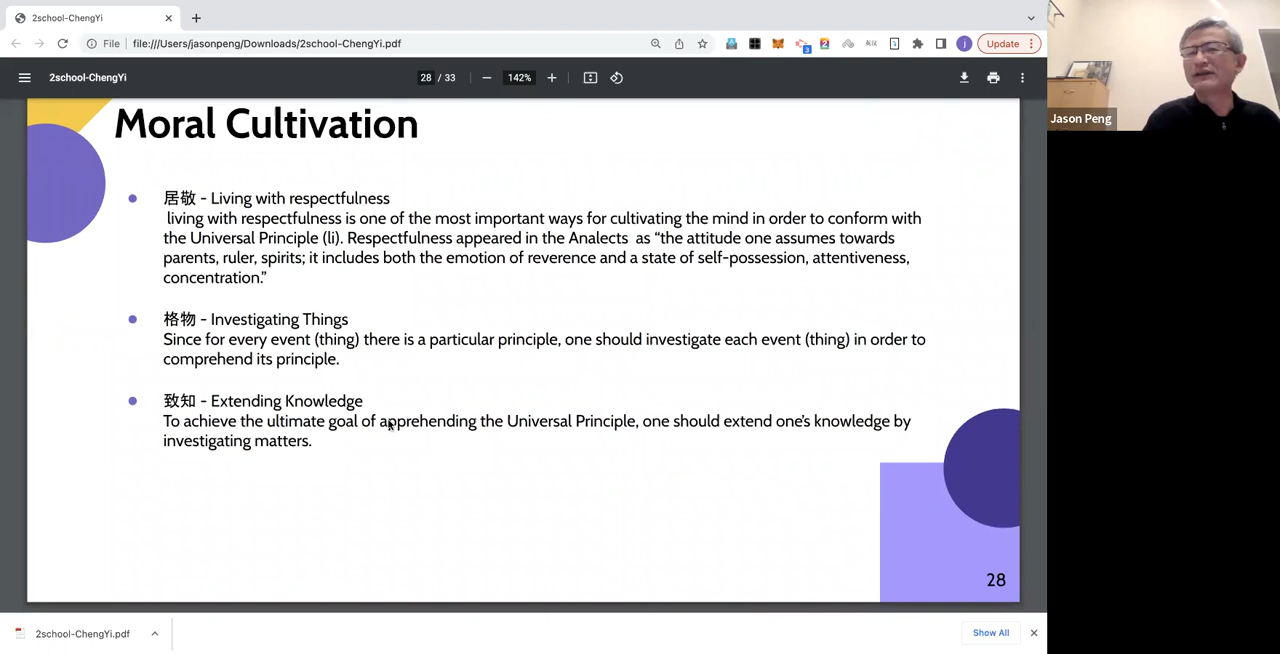 2school-ChengYi
File
file:///Users/jasonpeng/Downloads/2school-ChengYi.pdf
3
2
j
Update
2school-ChengYi
28 / 33
142%
Jason Peng
Moral Cultivation
居敬 - Living with respectfulness
living with respectfulness is one of the most important ways for cultivating the mind in order to conform with
the Universal Principle (li). Respectfulness appeared in the Analects as “the attitude one assumes towards
parents, ruler, spirits; it includes both the emotion of reverence and a state of self-possession, attentiveness,
concentration.”
格物 - Investigating Things
Since for every event (thing) there is a particular principle, one should investigate each event (thing) in order to
comprehend its principle.
致知 - Extending Knowledge
To achieve the ultimate goal of apprehending the Universal Principle, one should extend one’s knowledge by
investigating matters.
28
2school-ChengYi.pdf
Show All